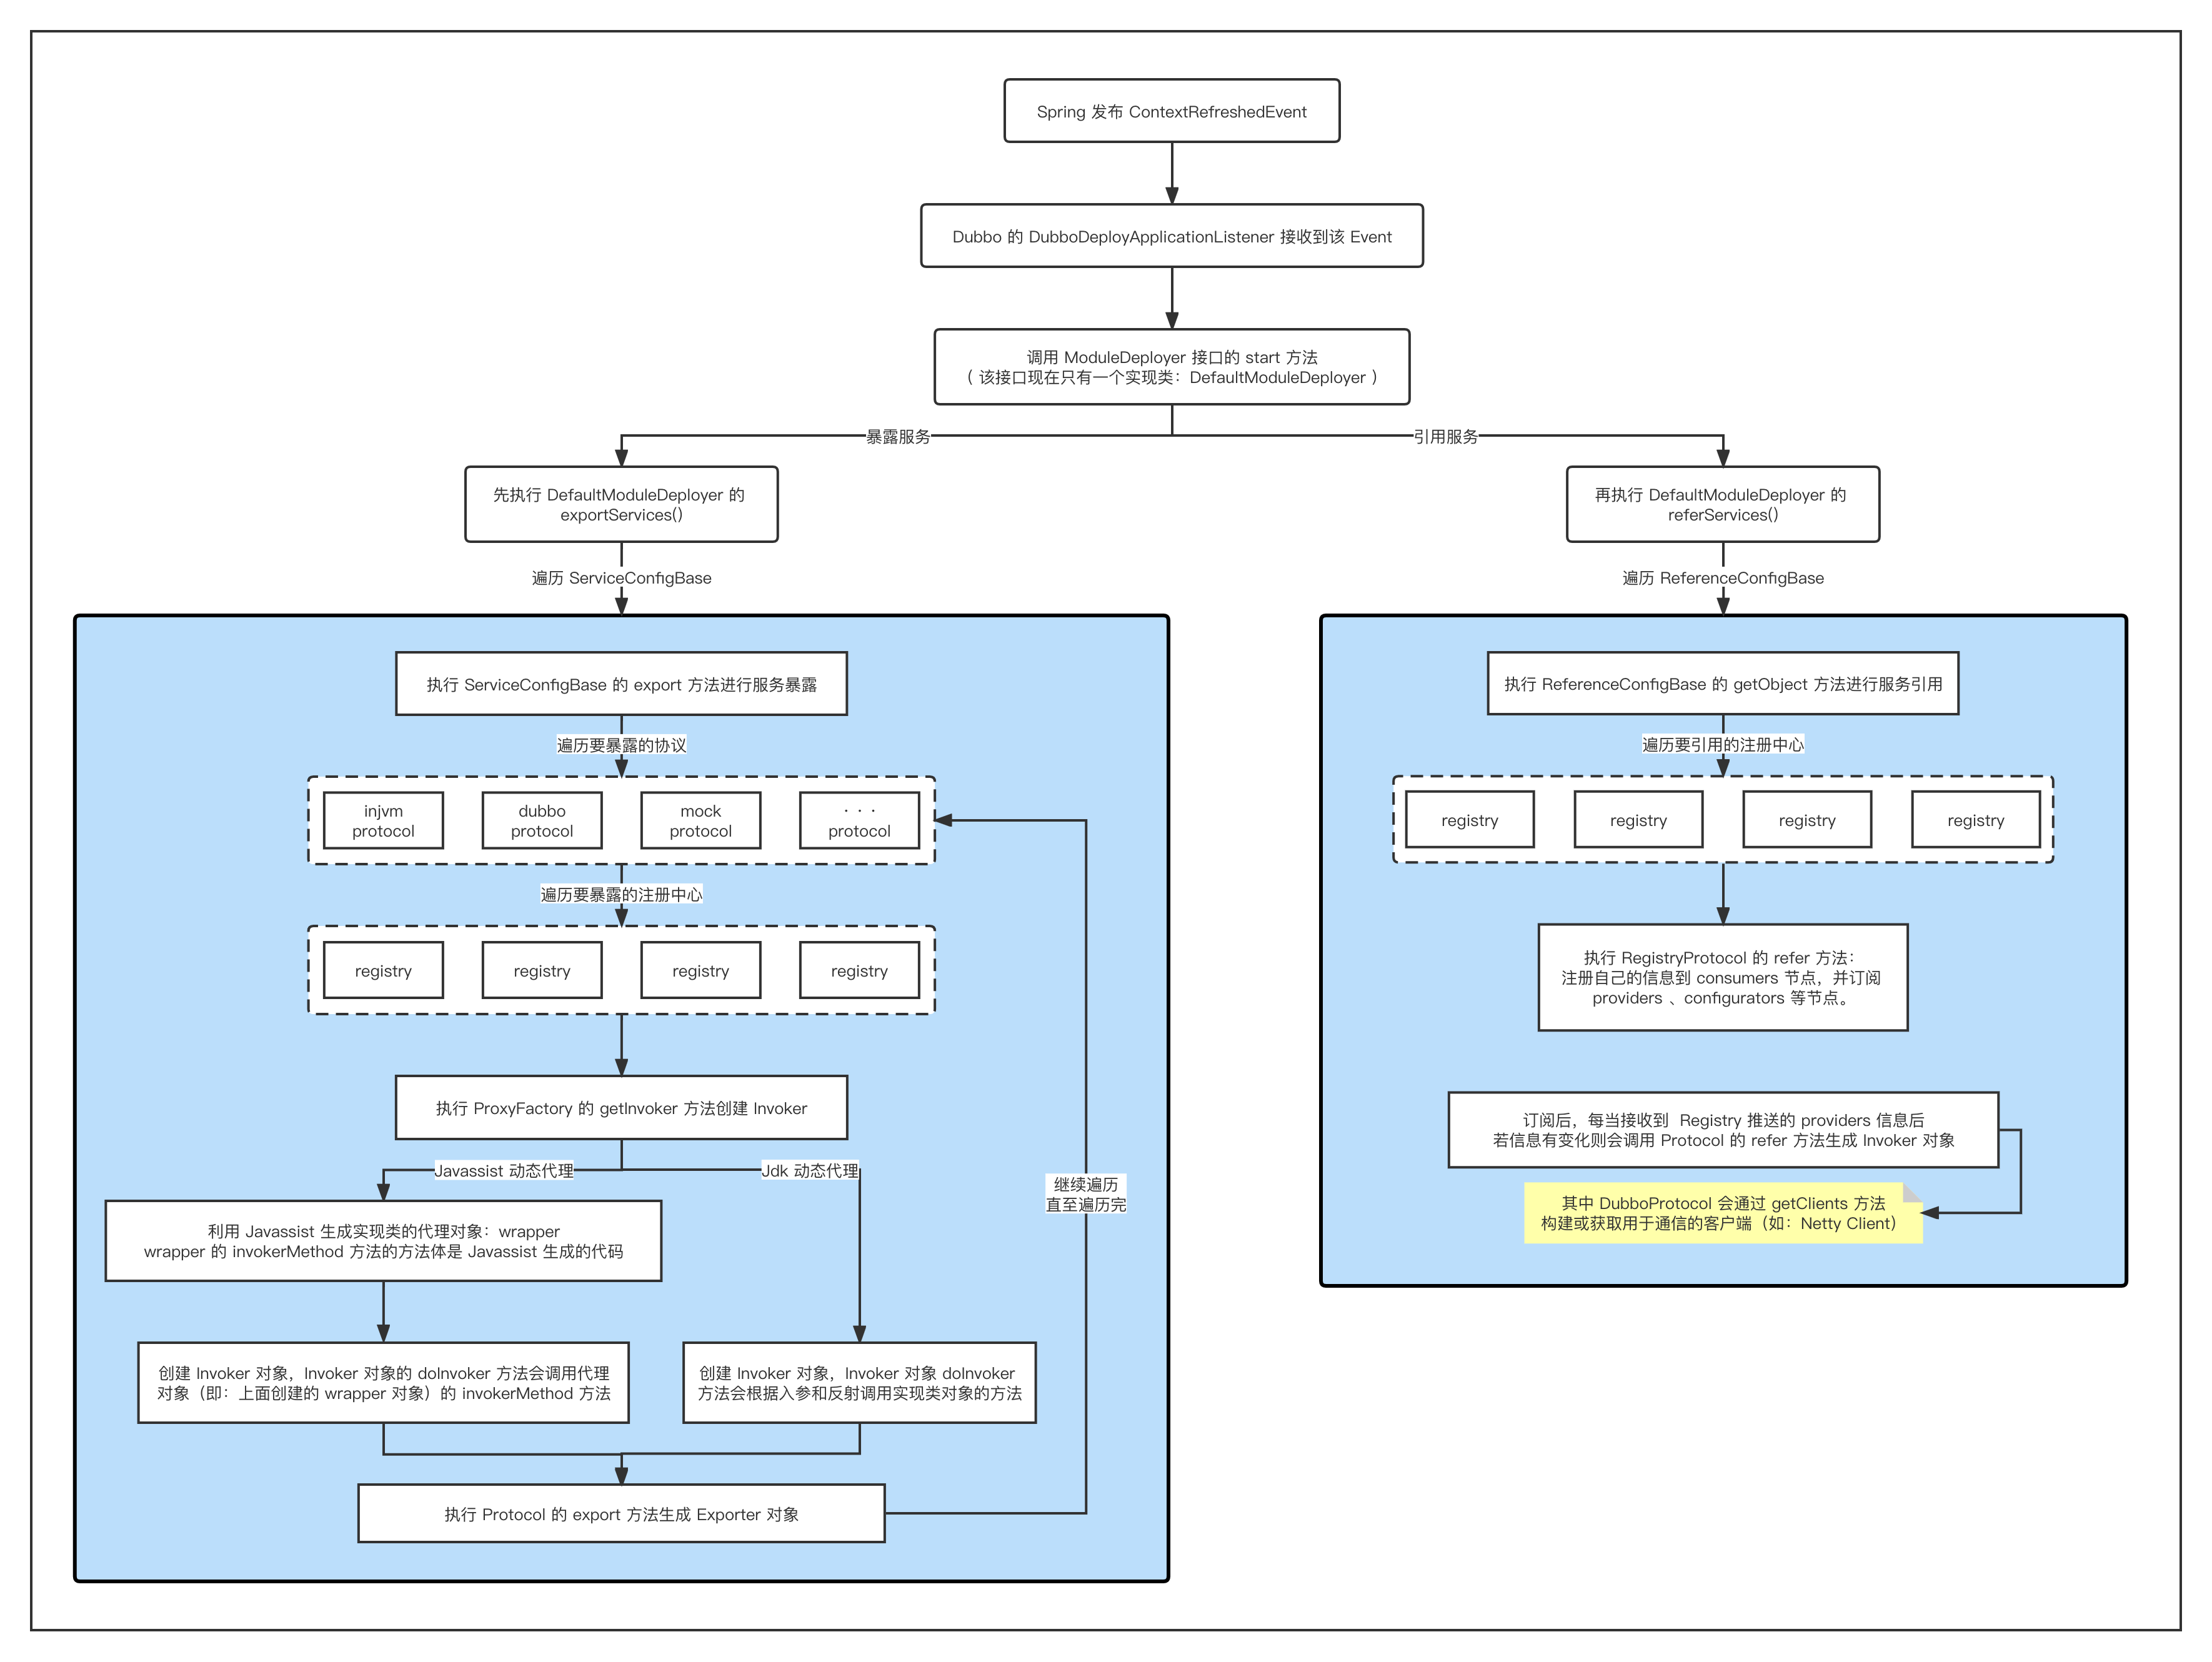 Spring 发布 ContextRefreshedEvent
Dubbo 的 DubboDeployApplicationListener 接收到该 Event
调用 ModuleDeployer 接口的 start 方法
( 该接口现在只有一个实现类：DefaultModuleDeployer )
暴露服务
引用服务
先执行 DefaultModuleDeployer 的
exportServices()
遍历 ServiceConfigBase
执行 ServiceConfigBase 的 export 方法进行服务暴露
遍历要暴露的协议
injvm
protocol
dubbo
protocol
mock
protocol
· · ·
protocol
遍历要暴露的注册中心
registry
registry
registry
registry
执行 ProxyFactory 的 getInvoker 方法创建 Invoker
Javassist 动态代理
Jdk 动态代理
利用 Javassist 生成实现类的代理对象：wrapper
wrapper 的 invokerMethod 方法的方法体是 Javassist 生成的代码
创建 Invoker 对象，Invoker 对象的 doInvoker 方法会调用代理
对象（即：上面创建的 wrapper 对象）的 invokerMethod 方法
创建 Invoker 对象，Invoker 对象 doInvoker
方法会根据入参和反射调用实现类对象的方法
执行 Protocol 的 export 方法生成 Exporter 对象
继续遍历
直至遍历完
再执行 DefaultModuleDeployer 的
referServices()
遍历 ReferenceConfigBase
执行 ReferenceConfigBase 的 getObject 方法进行服务引用
遍历要引用的注册中心
registry
registry
registry
registry
执行 RegistryProtocol 的 refer 方法：
注册自己的信息到 consumers 节点，并订阅
providers 、configurators 等节点。
订阅后，每当接收到 Registry 推送的 providers 信息后
若信息有变化则会调用 Protocol 的 refer 方法生成 Invoker 对象
其中 DubboProtocol 会通过 getClients 方法
构建或获取用于通信的客户端（如：Netty Client）